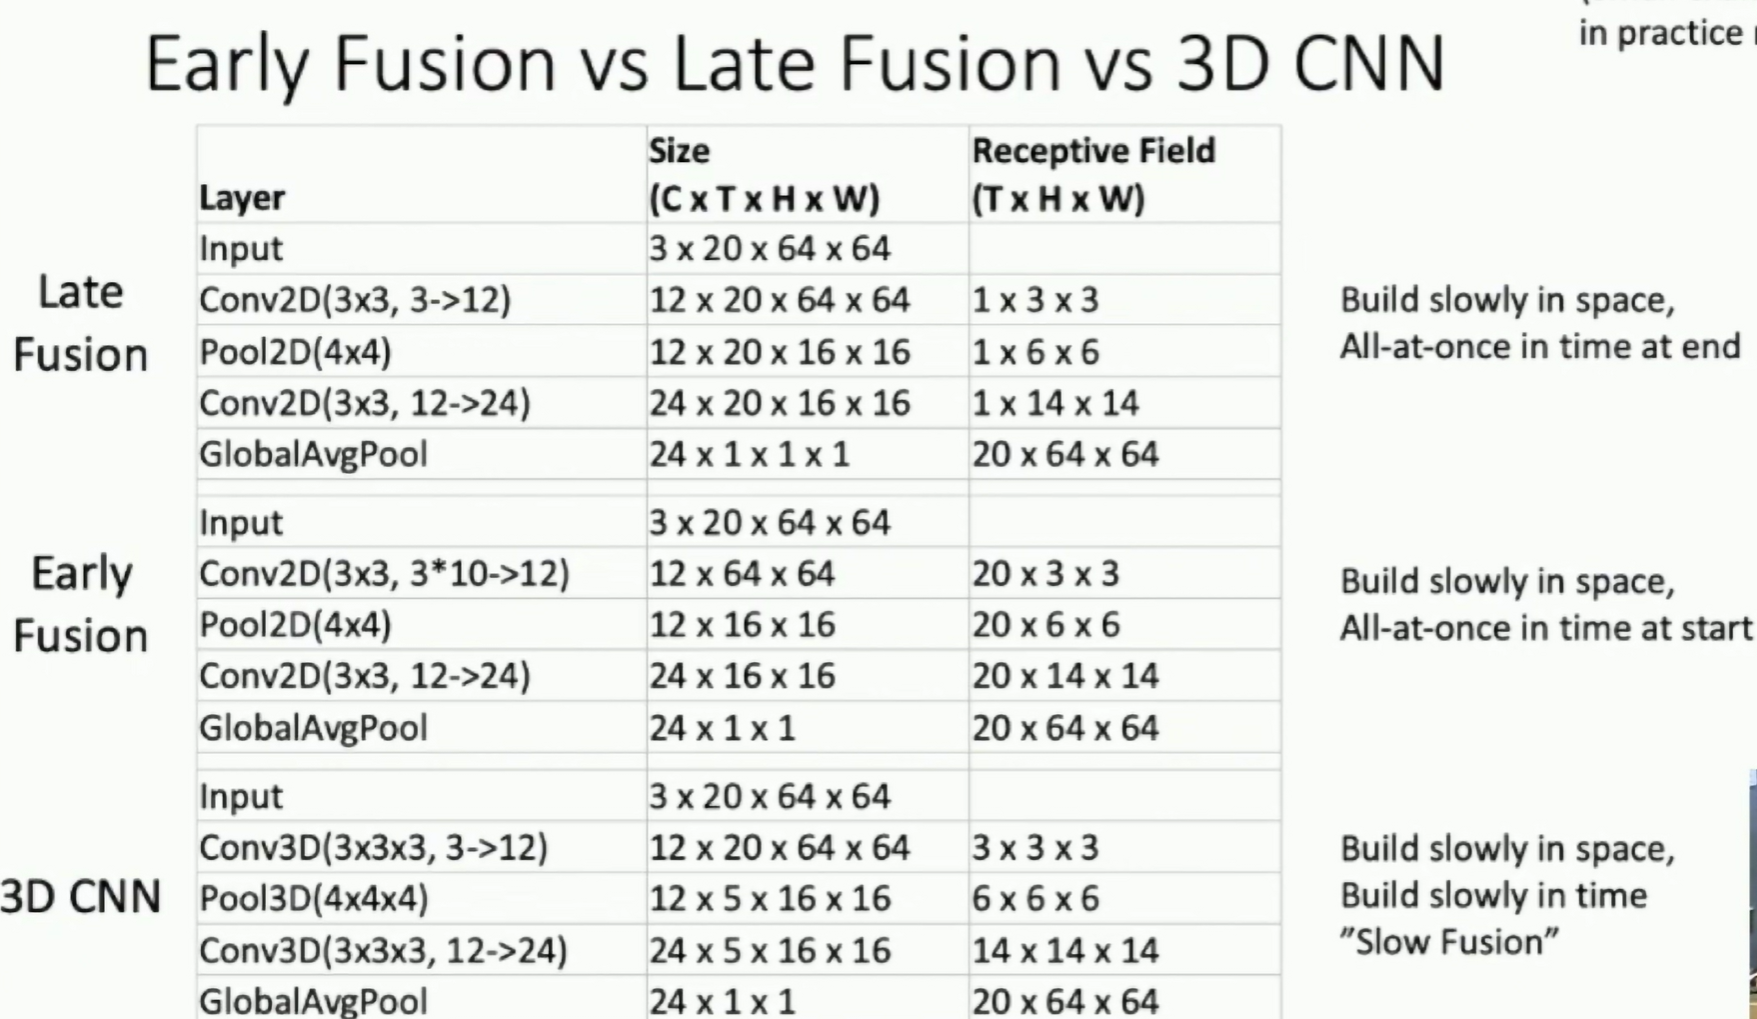 in practice
Early Fusion vs Late Fusion vs 3D CNN
Layer Size (C x T x H x W) Receptive Field (T x H x W)
Late Fusion
Input 3 x 20 x 64 x 64
Conv2D(3x3, 3->12) 12 x 20 x 64 x 64 1 x 3 x 3
Pool2D(4x4) 12 x 20 x 16 x 16 1 x 6 x 6
Conv2D(3x3, 12->24) 24 x 20 x 16 x 16 1 x 14 x 14
GlobalAvgPool 24 x 1 x 1 x 1 20 x 64 x 64
Build slowly in space,
All-at-once in time at end
Early Fusion
Input 3 x 20 x 64 x 64
Conv2D(3x3, 3*10->12) 12 x 64 x 64 20 x 3 x 3
Pool2D(4x4) 12 x 16 x 16 20 x 6 x 6
Conv2D(3x3, 12->24) 24 x 16 x 16 20 x 14 x 14
GlobalAvgPool 24 x 1 x 1 20 x 64 x 64
Build slowly in space,
All-at-once in time at start
3D CNN
Input 3 x 20 x 64 x 64
Conv3D(3x3x3, 3->12) 12 x 20 x 64 x 64 3 x 3 x 3
Pool3D(4x4x4) 12 x 5 x 16 x 16 6 x 6 x 6
Conv3D(3x3x3, 12->24) 24 x 5 x 16 x 16 14 x 14 x 14
GlobalAvgPool 24 x 1 x 1 20 x 64 x 64
Build slowly in space,
Build slowly in time
”Slow Fusion”